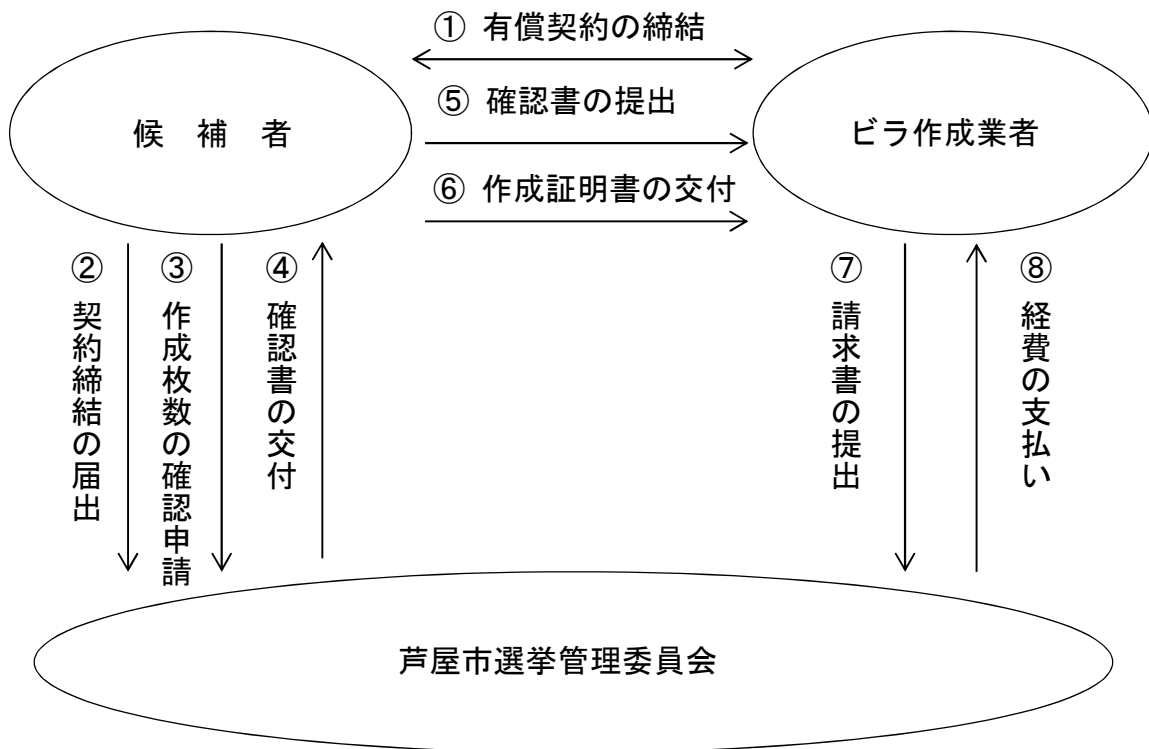 ① 有償契約の締結
⑤ 確認書の提出
候　補　者
ビラ作成業者
⑥ 作成証明書の交付
②契約締結の届出
③作成枚数の確認申請
④確認書の交付
⑦請求書の提出
⑧経費の支払い
芦屋市選挙管理委員会